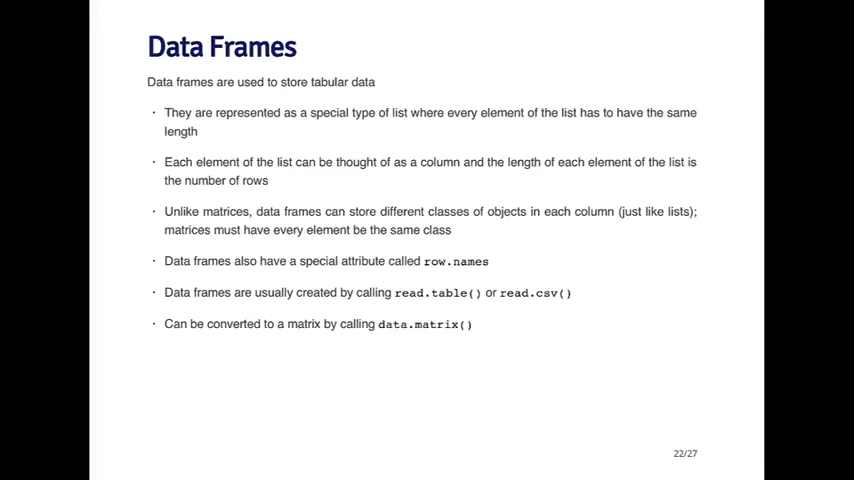 Data Frames
Data frames are used to store tabular data
· They are represented as a special type of list where every element of the list has to have the same
length
· Each element of the list can be thought of as a column and the length of each element of the list is
the number of rows
· Unlike matrices, data frames can store different classes of objects in each column (just like lists);
matrices must have every element be the same class
· Data frames also have a special attribute called row.names
· Data frames are usually created by calling read.table() or read.csv()
· Can be converted to a matrix by calling data.matrix()
22/27